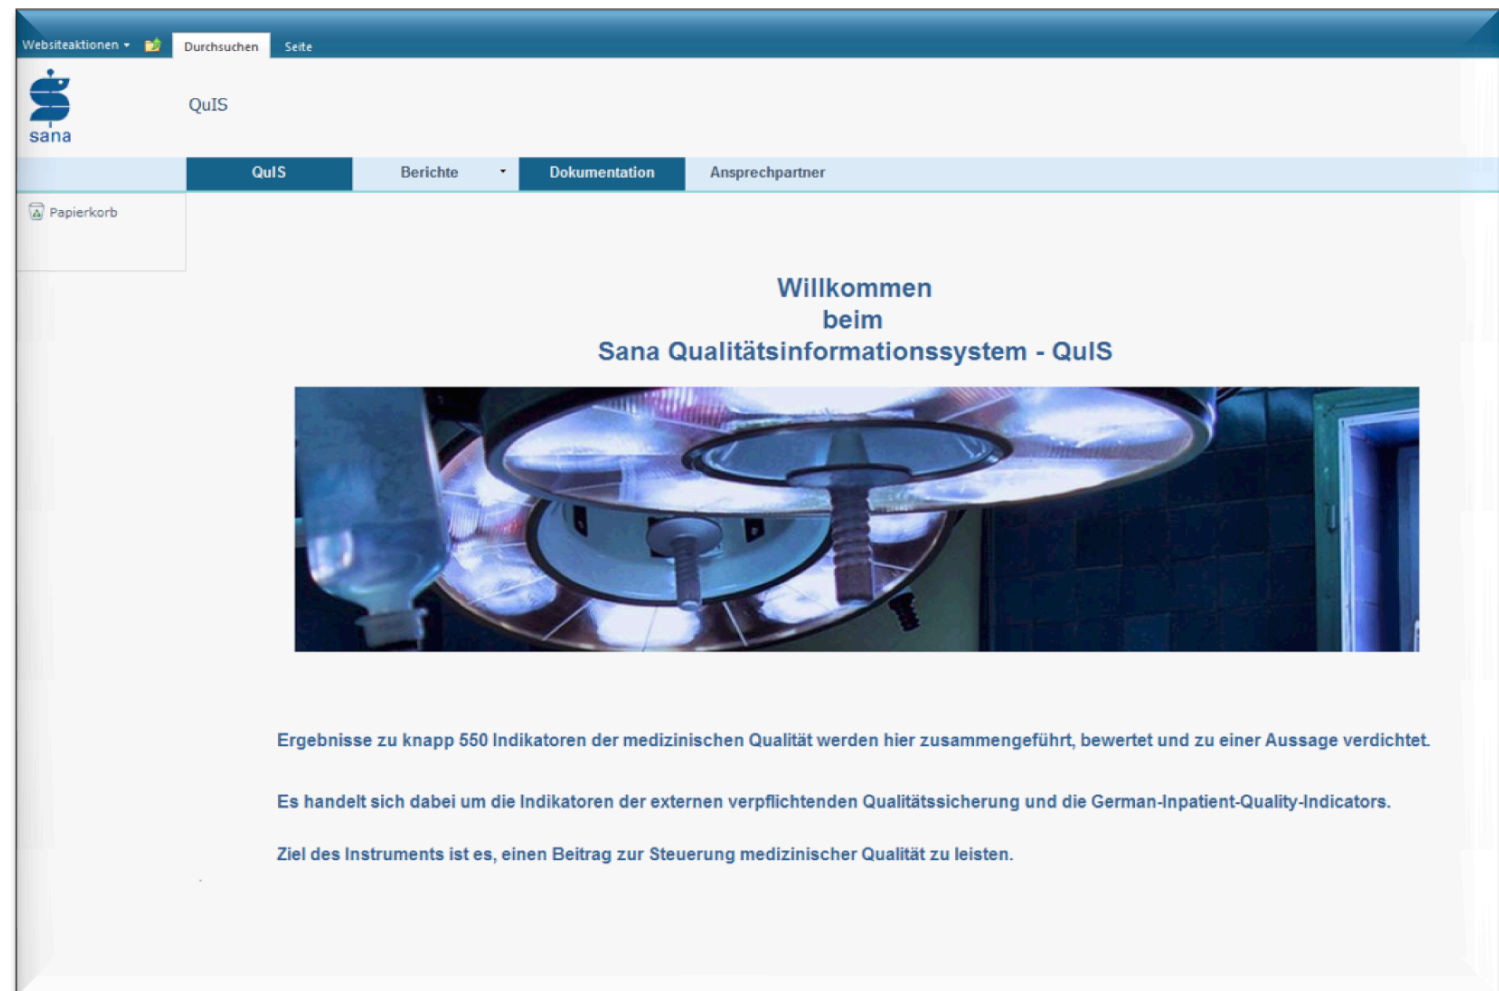 Websiteaktionen Durchsuchen Seite
sana
QuIS
QuIS Berichte Dokumentation Ansprechpartner
Papierkorb
Willkommen
beim
Sana Qualitätsinformationssystem - QuIS
Ergebnisse zu knapp 550 Indikatoren der medizinischen Qualität werden hier zusammengeführt, bewertet und zu einer Aussage verdichtet.
Es handelt sich dabei um die Indikatoren der externen verpflichtenden Qualitätssicherung und die German-Inpatient-Quality-Indicators.
Ziel des Instruments ist es, einen Beitrag zur Steuerung medizinischer Qualität zu leisten.